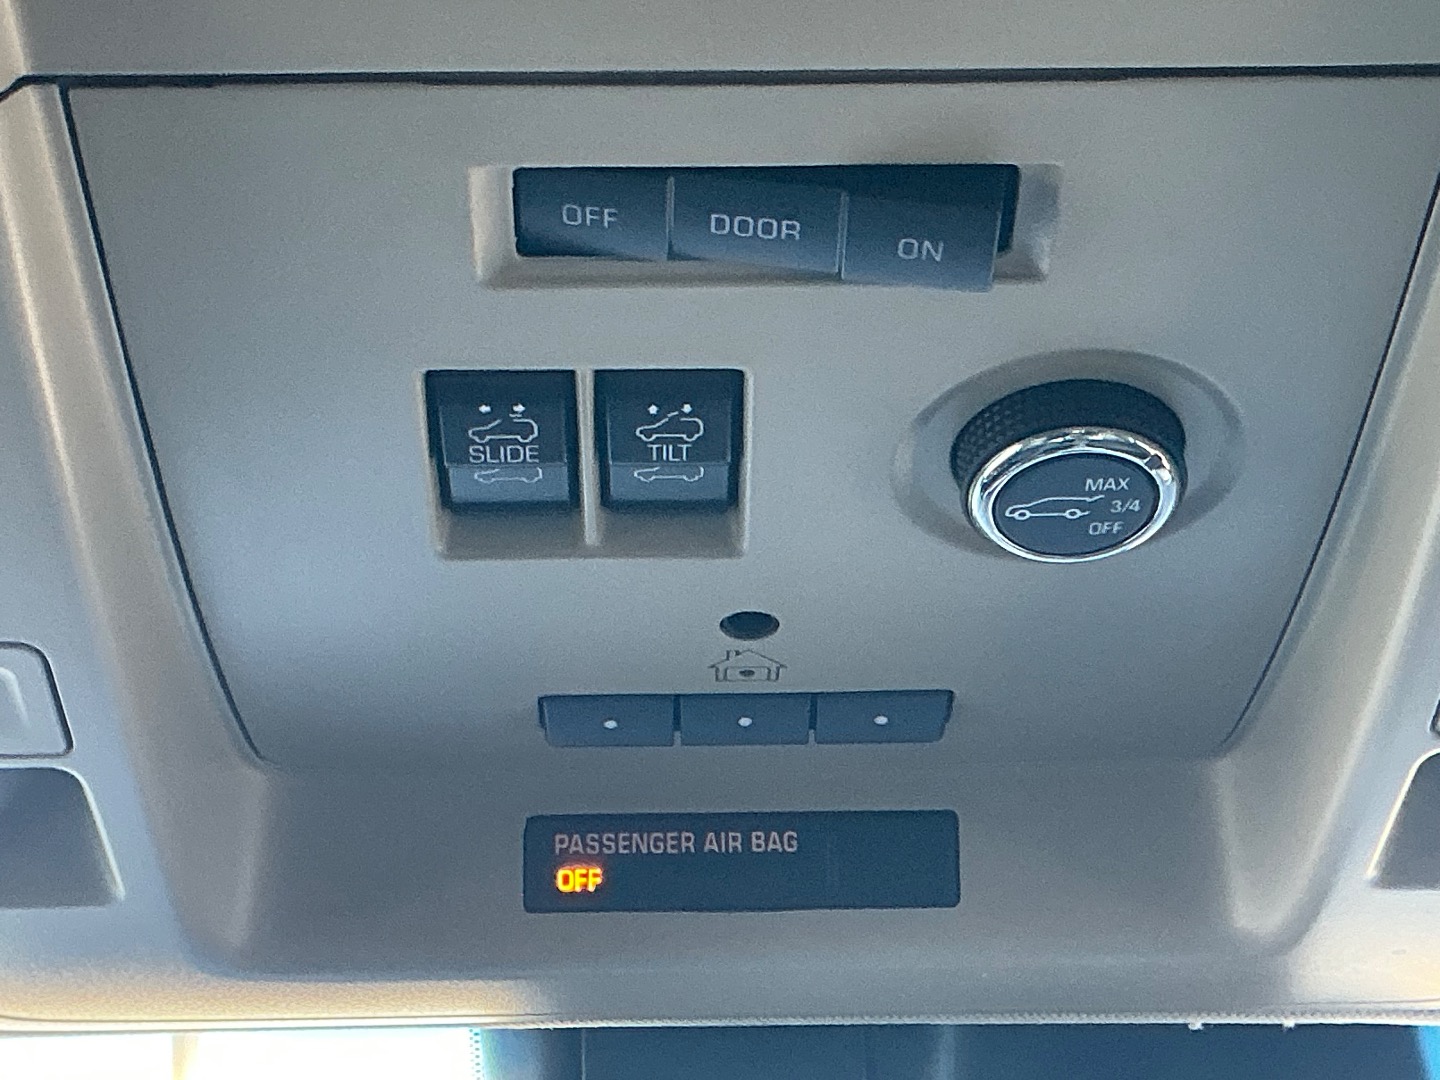 OFF DOOR ON
SLIDE
TILT
MAX
3/4
OFF
PASSENGER AIR BAG
OFF